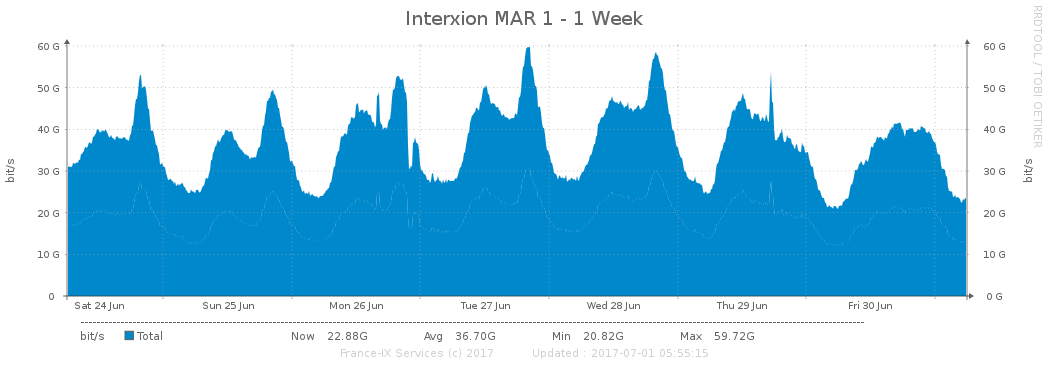 Interxion MAR 1 - 1 Week
RRDTOOL / TOBI OETIKER
bit/s
bit/s
60 G
60 G
50 G
50 G
40 G
40 G
30 G
30 G
20 G
20 G
10 G
10 G
0
0 G
Sat 24 Jun Sun 25 Jun Mon 26 Jun Tue 27 Jun Wed 28 Jun Thu 29 Jun Fri 30 Jun
bit/s Total Now 22.88G Avg 36.70G Min 20.82G Max 59.72G
France-IX Services (c) 2017 Updated : 2017-07-01 05:55:15